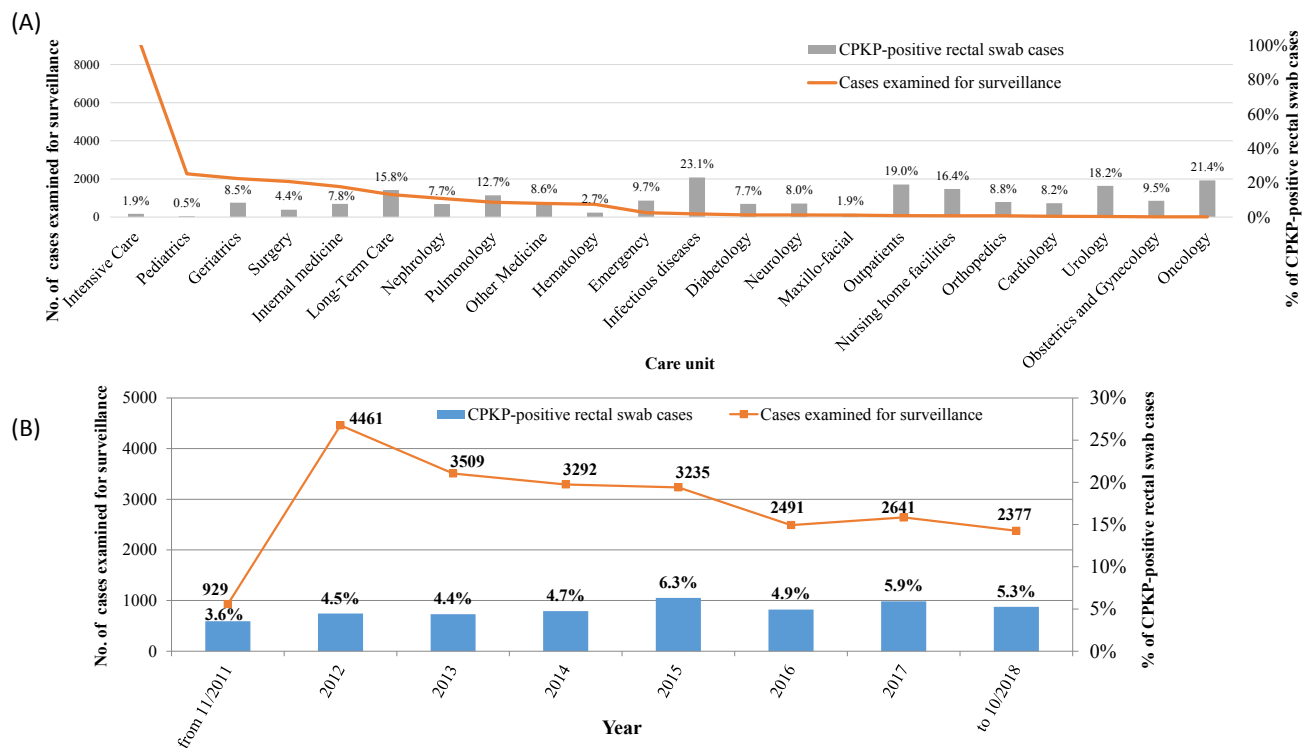 (A)
No. of cases examined for surveillance
8000
6000
4000
2000
0
CPKP-positive rectal swab cases
Cases examined for surveillance
100%
80%
60%
40%
20%
0%
% of CPKP-positive rectal swab cases
1.9%
0.5%
8.5%
4.4%
7.8%
15.8%
7.7%
12.7%
8.6%
2.7%
9.7%
23.1%
7.7%
8.0%
1.9%
19.0%
16.4%
8.8%
8.2%
18.2%
9.5%
21.4%
Intensive Care
Pediatrics
Geriatrics
Surgery
Internal medicine
Long-Term Care
Nephrology
Pulmonology
Other Medicine
Hematology
Emergency
Infectious diseases
Diabetology
Neurology
Maxillo-facial
Outpatients
Nursing home facilities
Orthopedics
Cardiology
Urology
Obstetrics and Gynecology
Oncology
Care unit
(B)
No. of cases examined for surveillance
5000
4000
3000
2000
1000
0
CPKP-positive rectal swab cases
Cases examined for surveillance
30%
25%
20%
15%
10%
5%
0%
% of CPKP-positive rectal swab cases
929
4461
3509
3292
3235
2491
2641
2377
3.6%
4.5%
4.4%
4.7%
6.3%
4.9%
5.9%
5.3%
from 11/2011
2012
2013
2014
2015
2016
2017
to 10/2018
Year